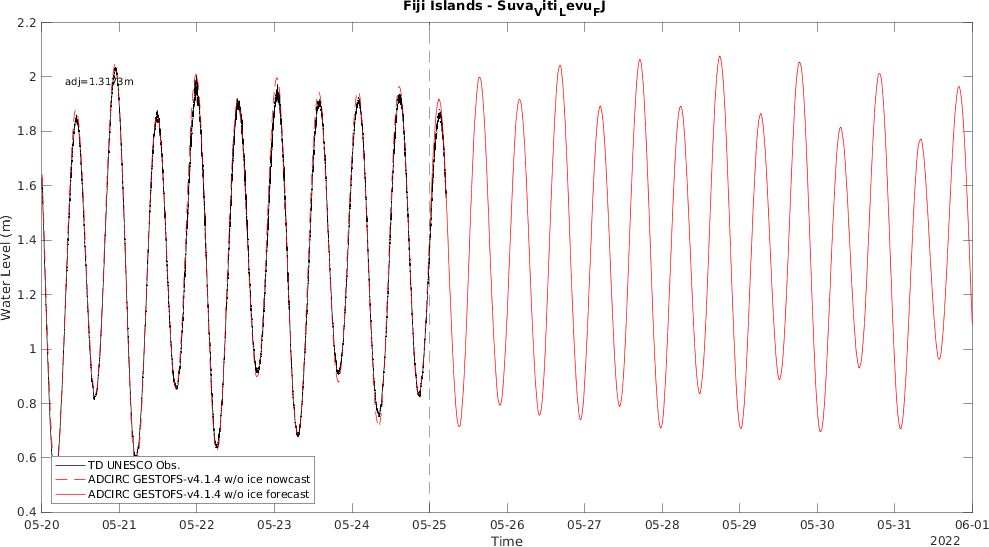 Fiji Islands - SuvaVitiLevuFJ
2.2
2
1.8
1.6
1.4
1.2
1
0.8
0.6
0.4
Water Level (m)
adj=1.3173m
TD UNESCO Obs.
ADCIRC GESTOFS-v4.1.4 w/o ice nowcast
ADCIRC GESTOFS-v4.1.4 w/o ice forecast
05-20 05-21 05-22 05-23 05-24 05-25 05-26 05-27 05-28 05-29 05-30 05-31 06-01
Time
2022